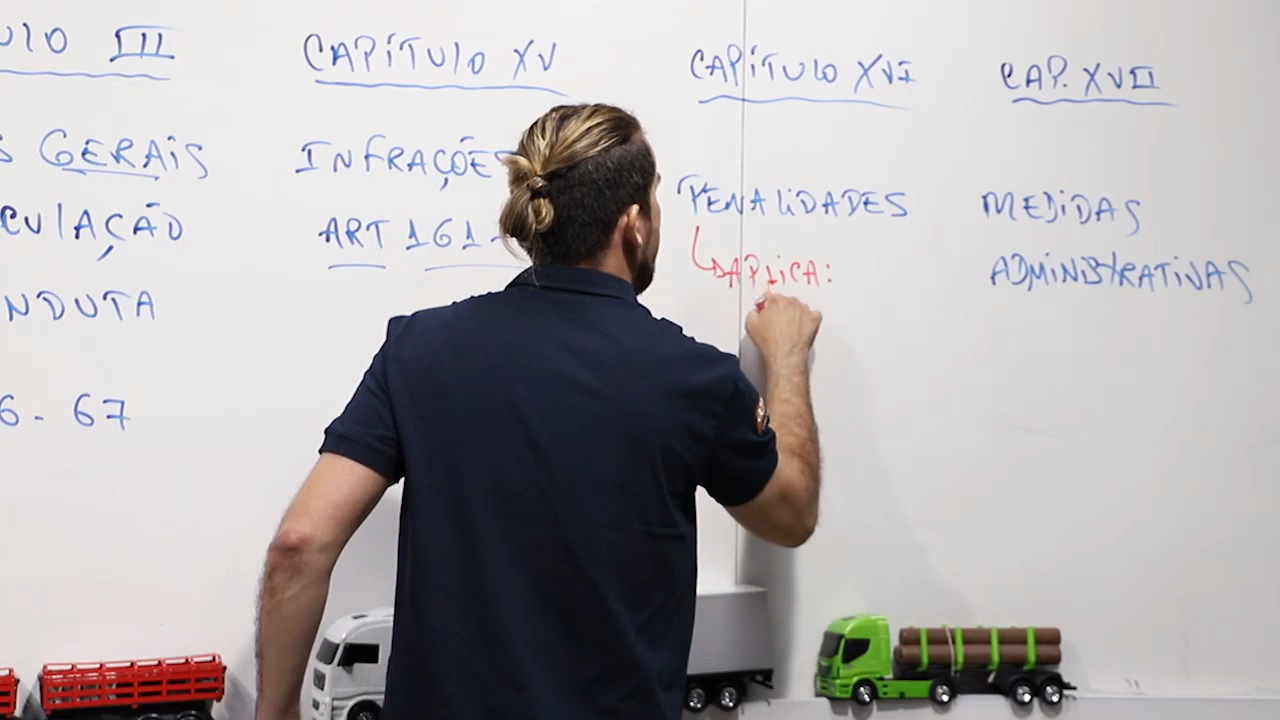 ULO III
S GERAIS
CULAÇÃO
NDUTA
6 - 67
CAPÍTULO XV
INFRAÇÕES
ART 161 -
CAPÍTULO XVI
PENALIDADES
APLICA:
CAP. XVII
MEDIDAS
ADMINISTRATIVAS